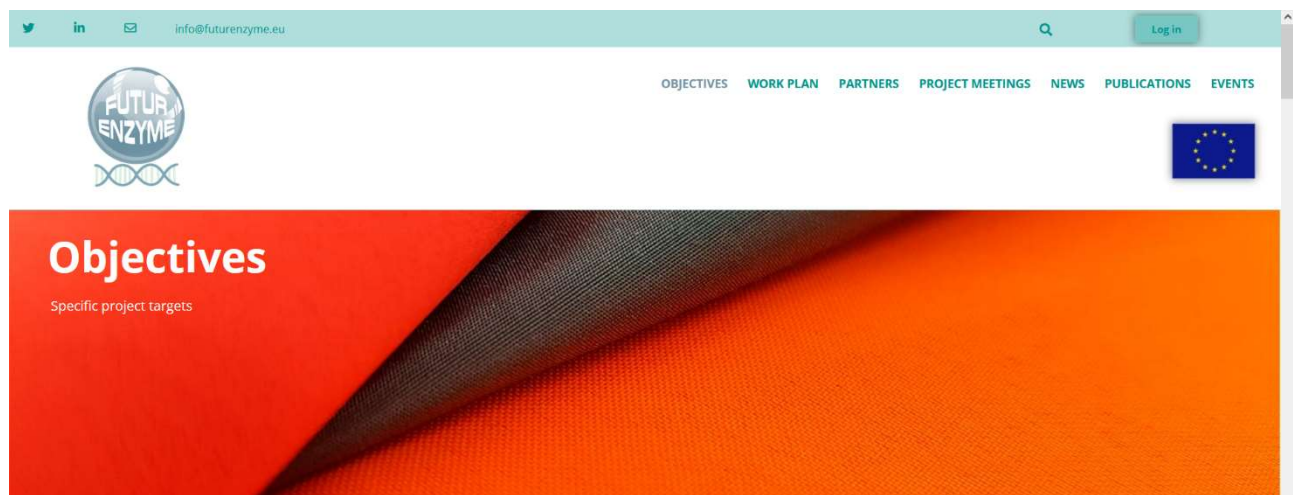 info@futurenzyme.eu
Log in
OBJECTIVES WORK PLAN PARTNERS PROJECT MEETINGS NEWS PUBLICATIONS EVENTS
FUTUR
ENZYME
Objectives
Specific project targets